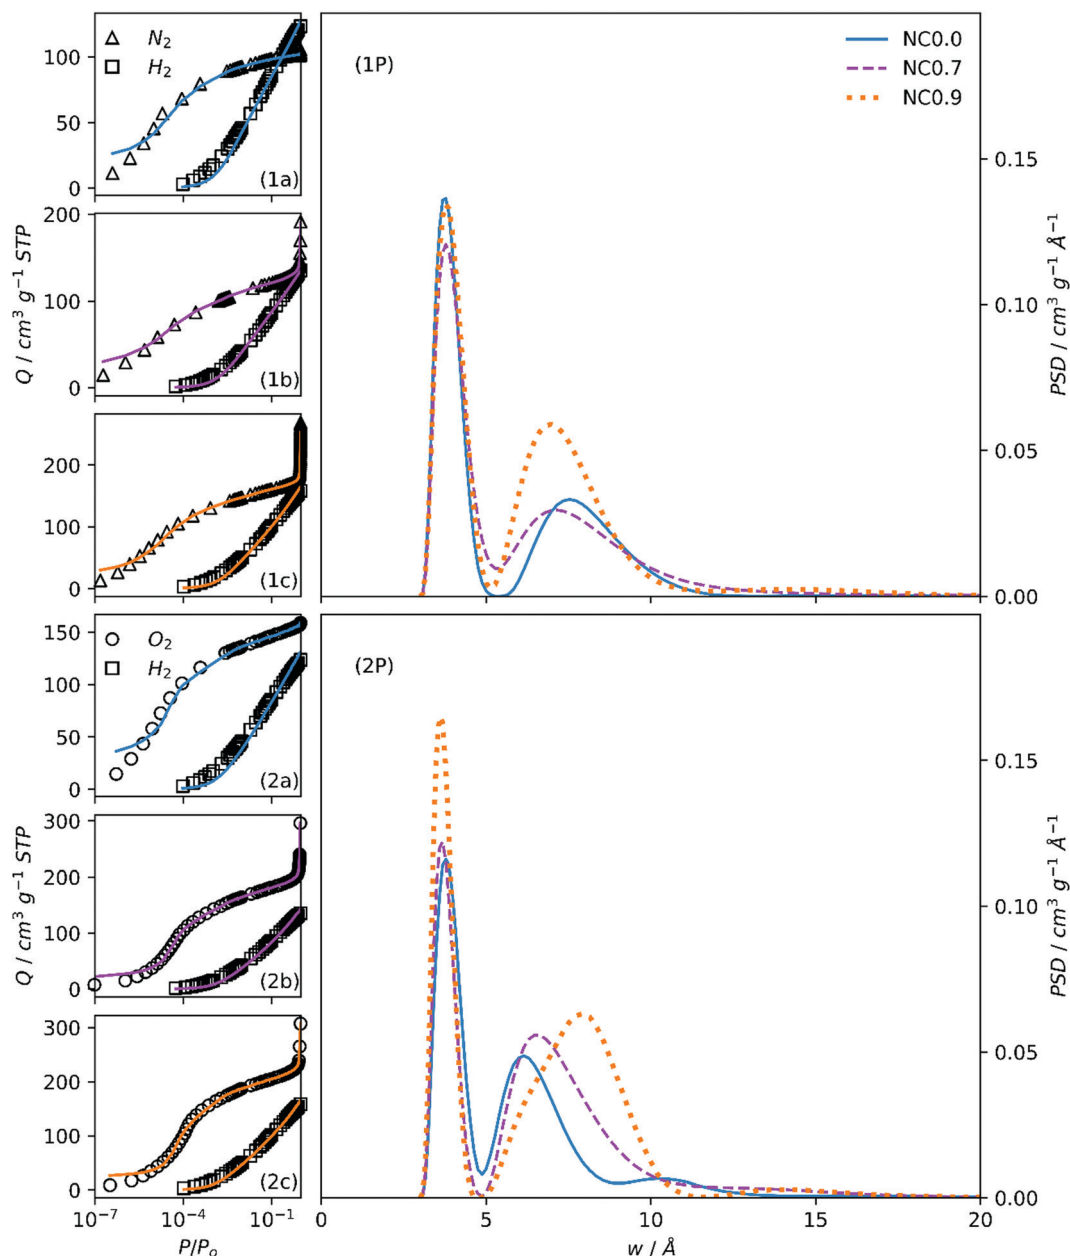 N₂
H₂
100
50
0
(1a)
200
100
0
(1b)
200
100
0
(1c)
Q / cm³ g⁻¹ STP
(1P)
NC0.0
NC0.7
NC0.9
0.15
0.10
0.05
0.00
PSD / cm³ g⁻¹ Å⁻¹
O₂
H₂
150
100
50
0
(2a)
300
200
100
0
(2b)
300
200
100
0
(2c)
Q / cm³ g⁻¹ STP
10⁻⁷ 10⁻⁴ 10⁻¹
P/Pₒ
(2P)
0.15
0.10
0.05
0.00
PSD / cm³ g⁻¹ Å⁻¹
0 5 10 15 20
w / Å